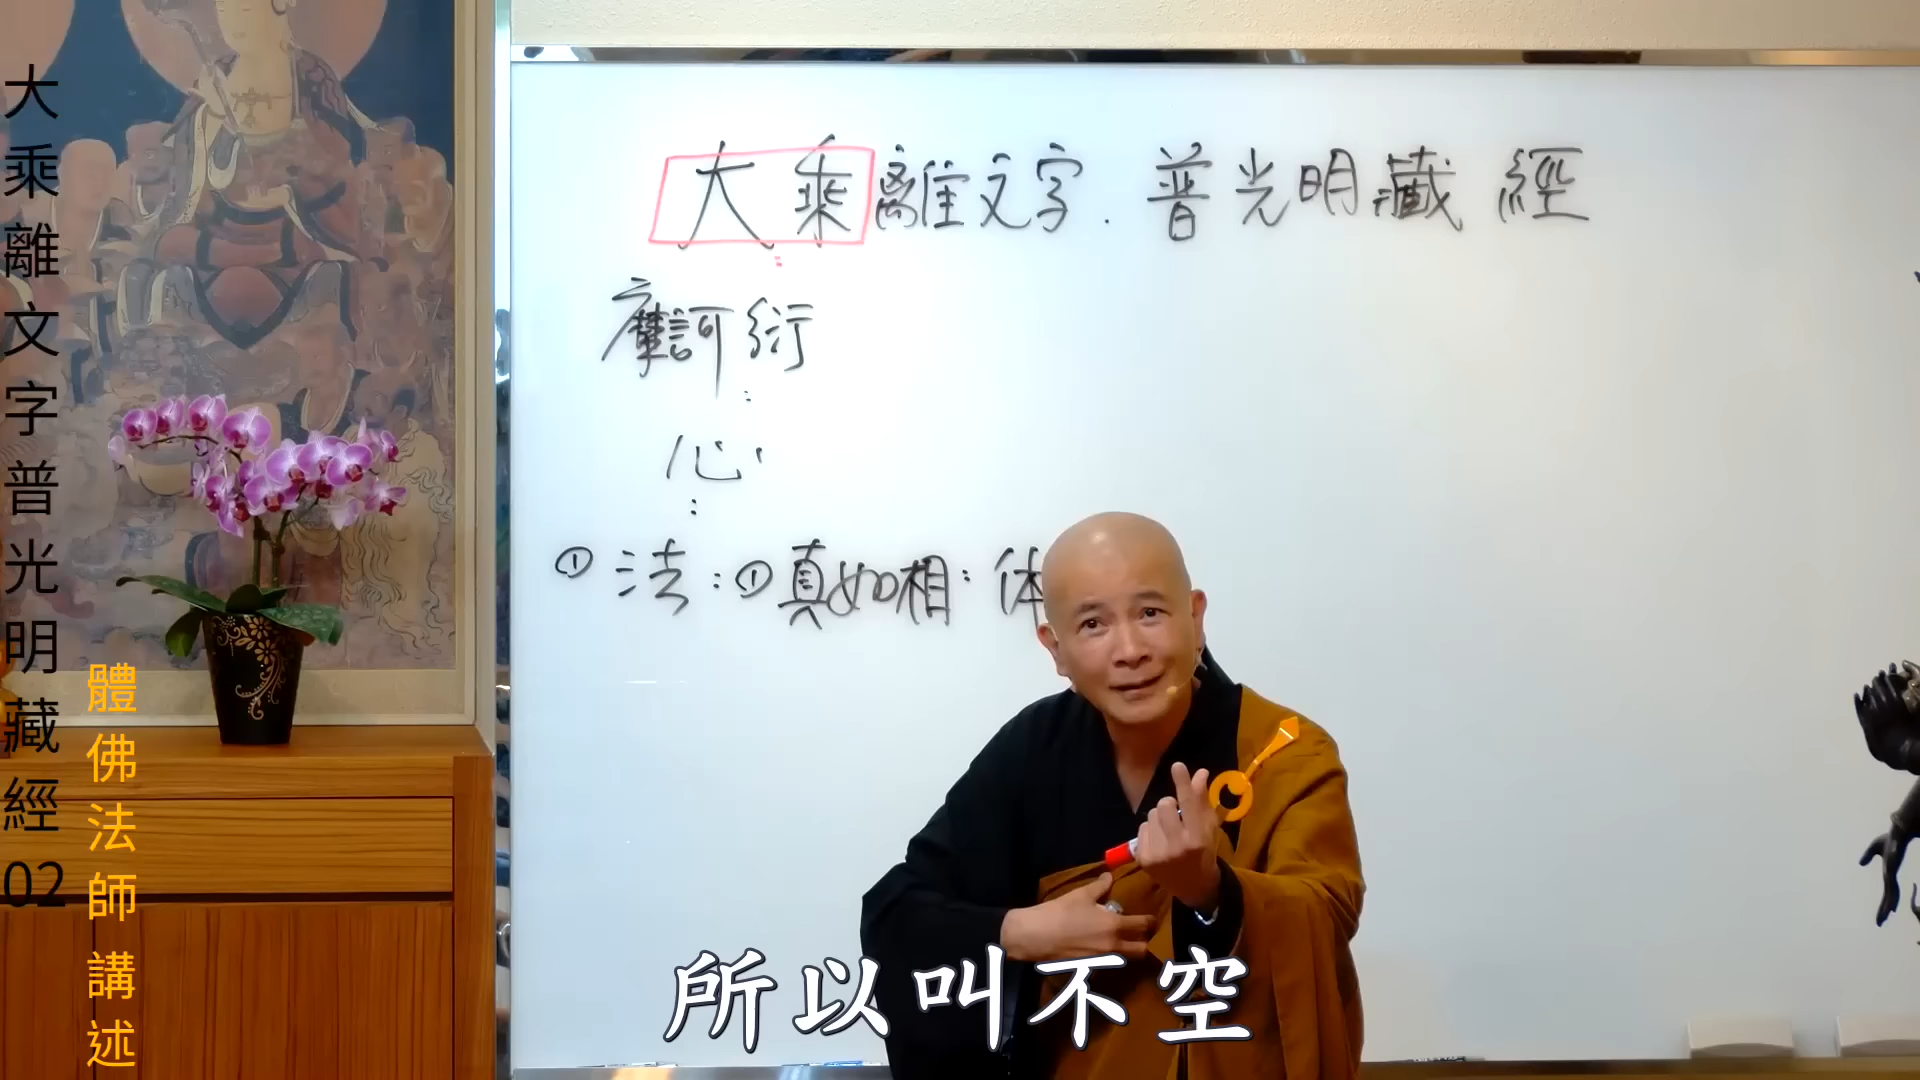 大乘離文字普光明藏經02
體佛法師 講述
大乘離文字．普光明藏經
摩訶衍
心
① 法：①真如相：体
所以叫不空